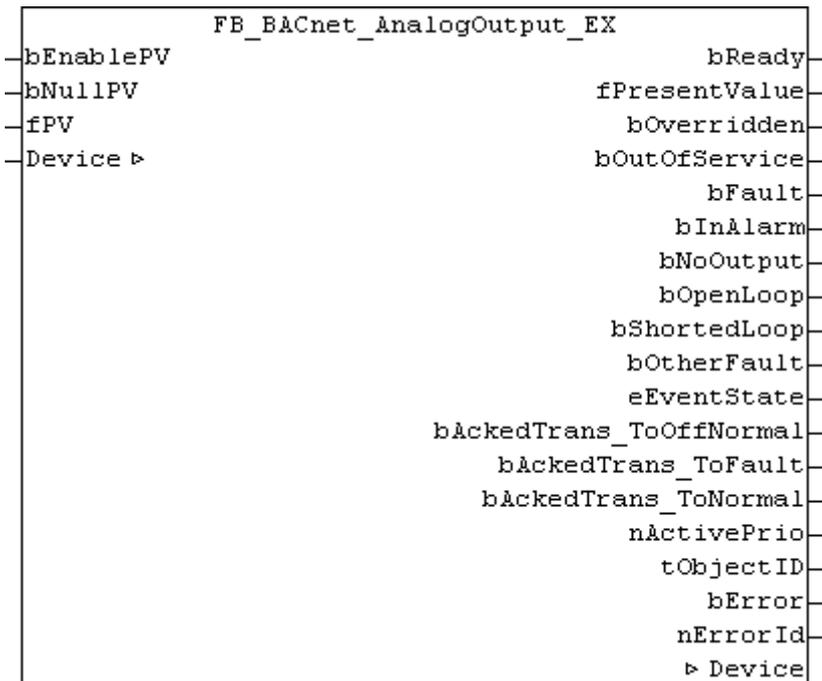 FB_BACnet_AnalogOutput_EX
bEnablePV bReady
bNullPV fPresentValue
fPV bOverridden
Device ▹ bOutOfService
bFault
bInAlarm
bNoOutput
bOpenLoop
bShortedLoop
bOtherFault
eEventState
bAckedTrans_ToOffNormal
bAckedTrans_ToFault
bAckedTrans_ToNormal
nActivePrio
tObjectID
bError
nErrorId
▹ Device